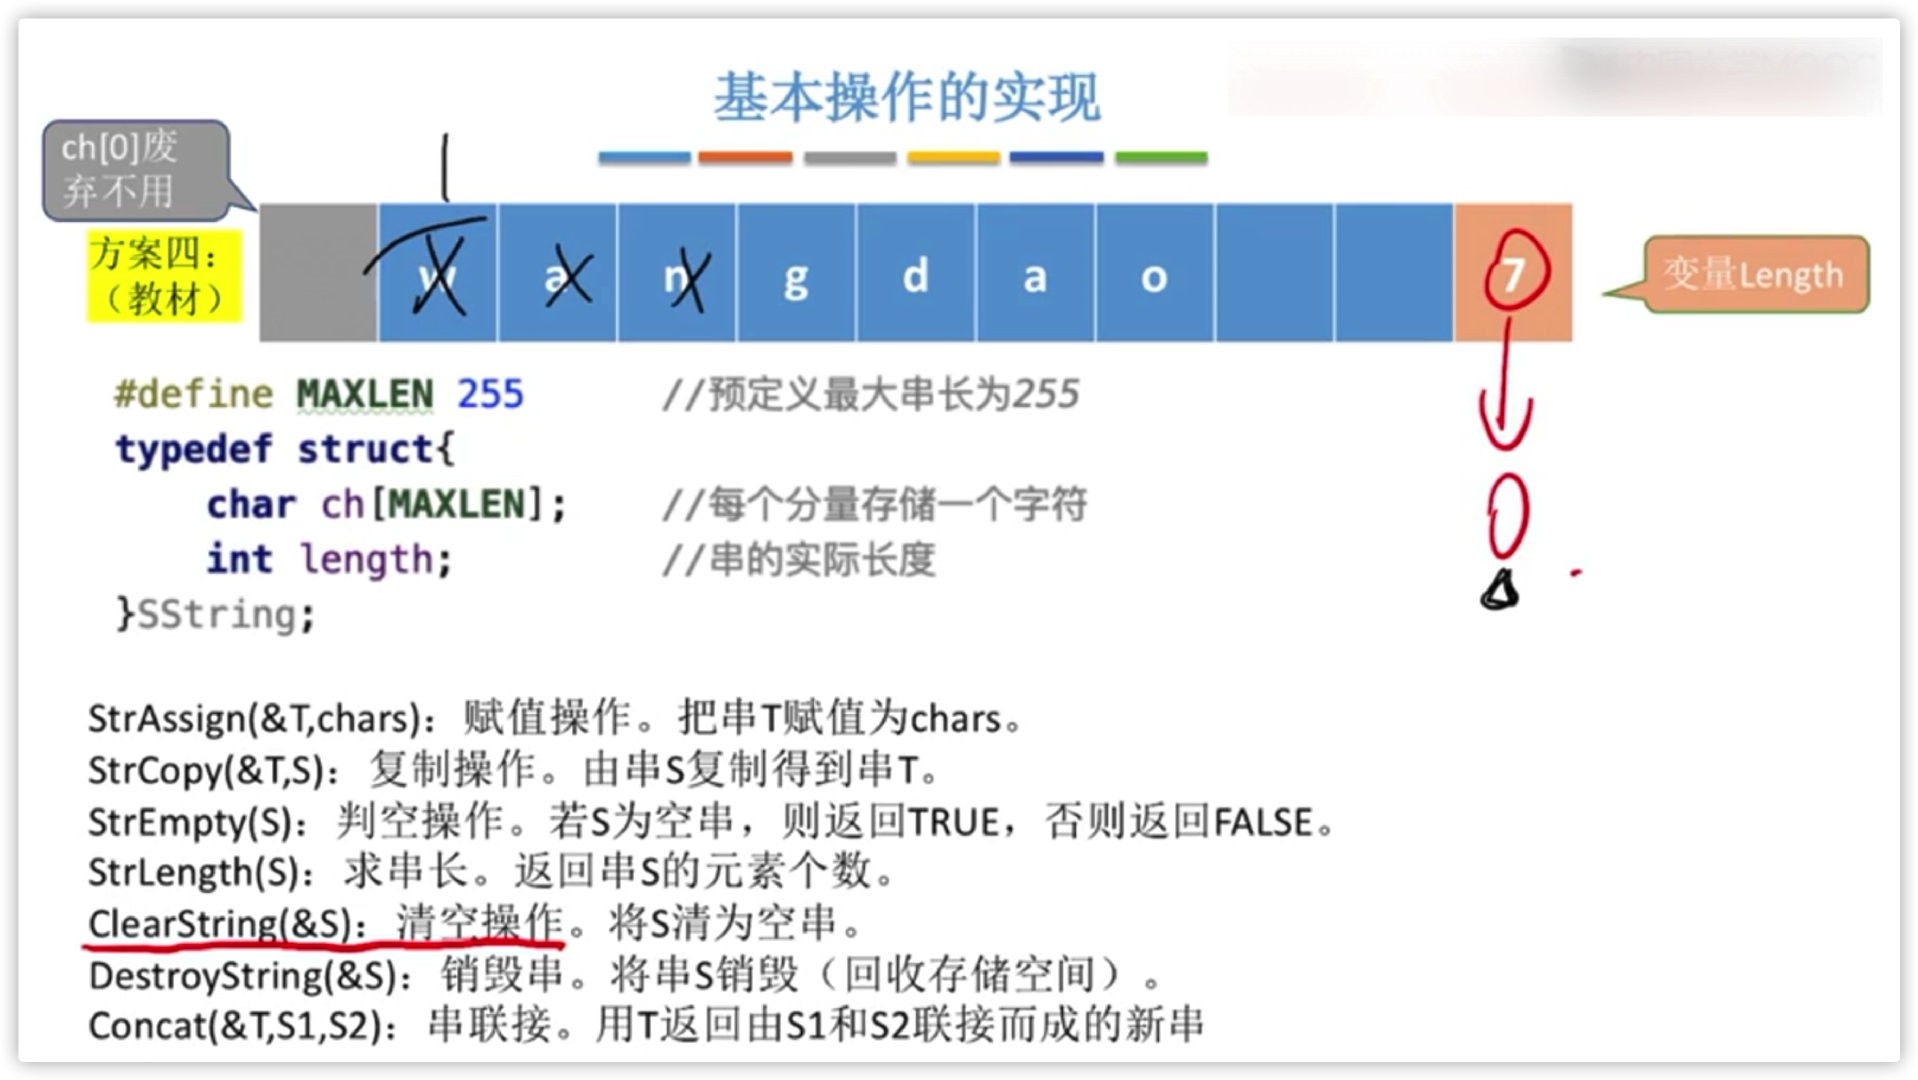 基本操作的实现
ch[0]废
弃不用
1
方案四：
（教材）
w a n g d a o 7
变量Length
0
#define MAXLEN 255 //预定义最大串长为255
typedef struct{
char ch[MAXLEN]; //每个分量存储一个字符
int length; //串的实际长度
}SString;
StrAssign(&T,chars)：赋值操作。把串T赋值为chars。
StrCopy(&T,S)：复制操作。由串S复制得到串T。
StrEmpty(S)：判空操作。若S为空串，则返回TRUE，否则返回FALSE。
StrLength(S)：求串长。返回串S的元素个数。
ClearString(&S)：清空操作。将S清为空串。
DestroyString(&S)：销毁串。将串S销毁（回收存储空间）。
Concat(&T,S1,S2)：串联接。用T返回由S1和S2联接而成的新串